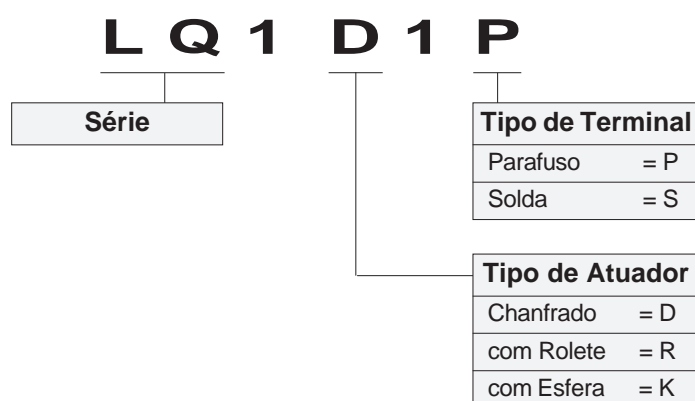 L Q 1 D 1 P
Série
Tipo de Terminal
Parafuso = P
Solda = S
Tipo de Atuador
Chanfrado = D
com Rolete = R
com Esfera = K